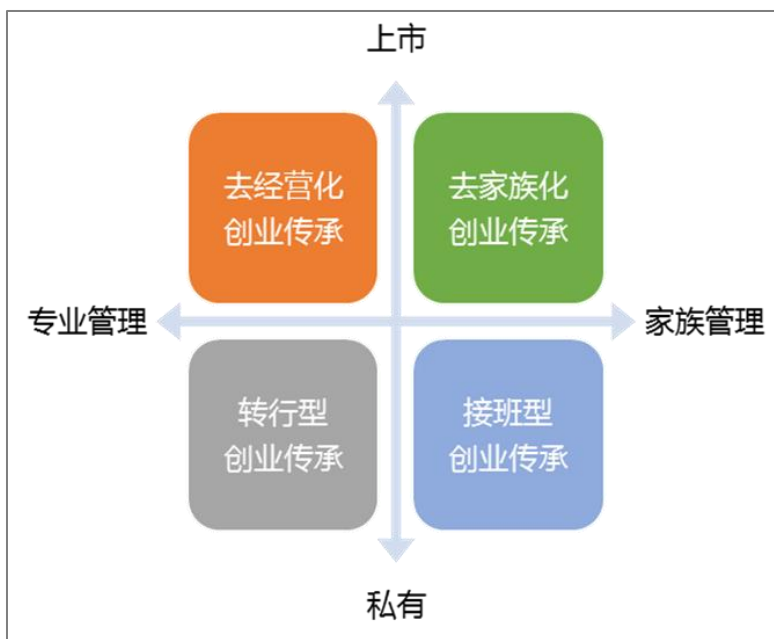 上市
去经营化
创业传承
去家族化
创业传承
专业管理
家族管理
转行型
创业传承
接班型
创业传承
私有